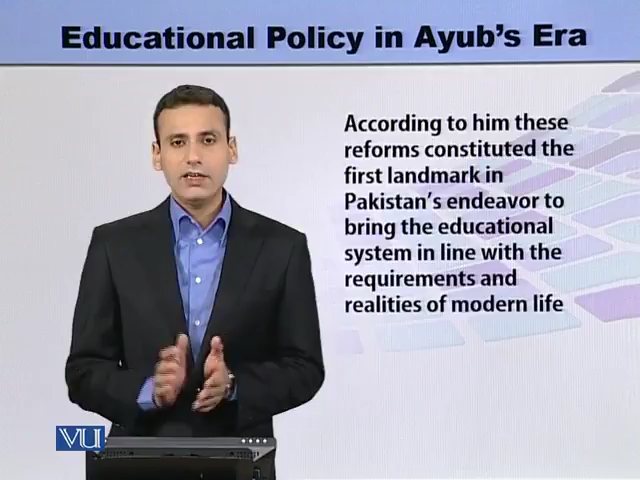 Educational Policy in Ayub's Era
According to him these
reforms constituted the
first landmark in
Pakistan's endeavor to
bring the educational
system in line with the
requirements and
realities of modern life
VU